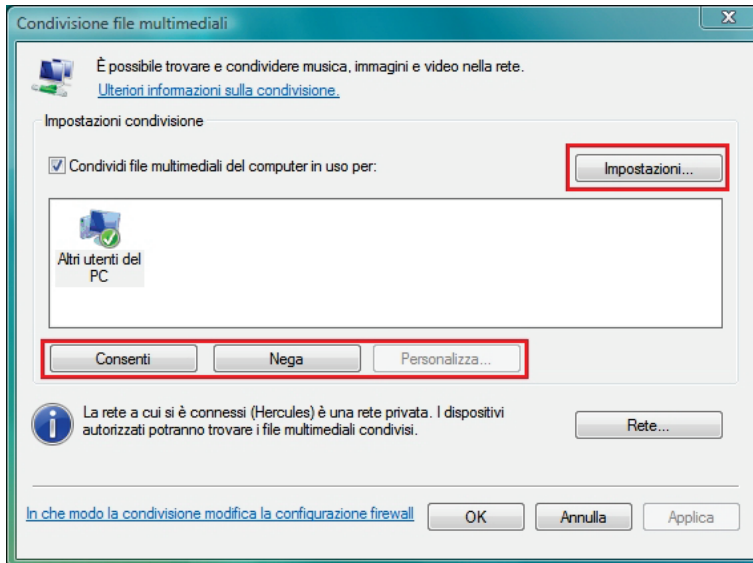 Condivisione file multimediali
È possibile trovare e condividere musica, immagini e video nella rete.
Ulteriori informazioni sulla condivisione.
Impostazioni condivisione
Condividi file multimediali del computer in uso per:
Impostazioni...
Altri utenti del
PC
Consenti
Nega
Personalizza...
La rete a cui si è connessi (Hercules) è una rete privata. I dispositivi
autorizzati potranno trovare i file multimediali condivisi.
Rete...
In che modo la condivisione modifica la configurazione firewall
OK
Annulla
Applica